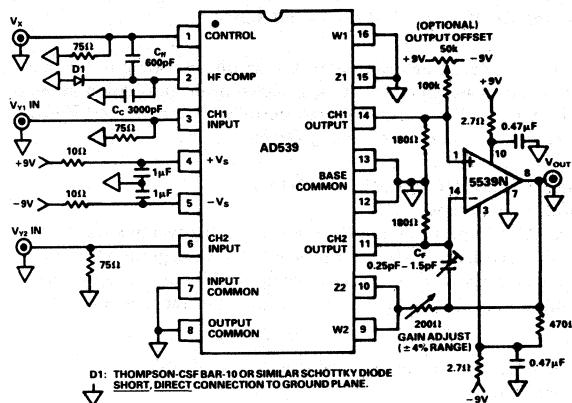 (OPTIONAL)
OUTPUT OFFSET
50k
+9V
−9V
100k
VX
75Ω
Cff
600pF
D1
CC 3000pF
VY1 IN
75Ω
+9V
10Ω
1µF
1µF
−9V
10Ω
VY2 IN
75Ω
1
CONTROL
2
HF COMP
3
CH1
INPUT
4
+VS
5
−VS
6
CH2
INPUT
7
INPUT
COMMON
8
OUTPUT
COMMON
AD539
W1
16
Z1
15
CH1
OUTPUT
14
13
BASE
COMMON
12
CH2
OUTPUT
11
Z2
10
W2
9
180Ω
180Ω
+9V
2.7Ω
0.47µF
10
1
+
5539N
8
VOUT
14
−
3
7
CF
0.25pF – 1.5pF
200Ω
GAIN ADJUST
(±4% RANGE)
470Ω
2.7Ω
0.47µF
−9V
D1: THOMPSON-CSF BAR-10 OR SIMILAR SCHOTTKY DIODE
SHORT, DIRECT CONNECTION TO GROUND PLANE.